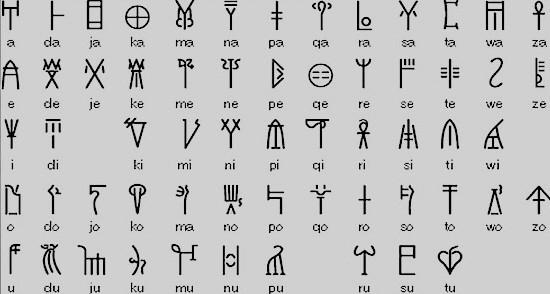 𐀀 𐀅 𐀊 𐀏 𐀔 𐀙 𐀞 𐀣 𐀨 𐀭 𐀲 𐀷 𐀼
a da ja ka ma na pa qa ra sa ta wa za
𐀁 𐀆 𐀋 𐀐 𐀕 𐀚 𐀟 𐀤 𐀩 𐀮 𐀳 𐀸 𐀽
e de je ke me ne pe qe re se te we ze
𐀂 𐀇 𐀑 𐀖 𐀛 𐀠 𐀥 𐀪 𐀯 𐀴 𐀹
i di ki mi ni pi qi ri si ti wi
𐀃 𐀈 𐀍 𐀒 𐀗 𐀜 𐀡 𐀦 𐀫 𐀰 𐀵 𐀺 𐀿
o do jo ko ma no po qo ro so to wo zo
𐀄 𐀉 𐀎 𐀓 𐀘 𐀝 𐀢 𐀬 𐀱 𐀶
u du ju ku mu nu pu ru su tu